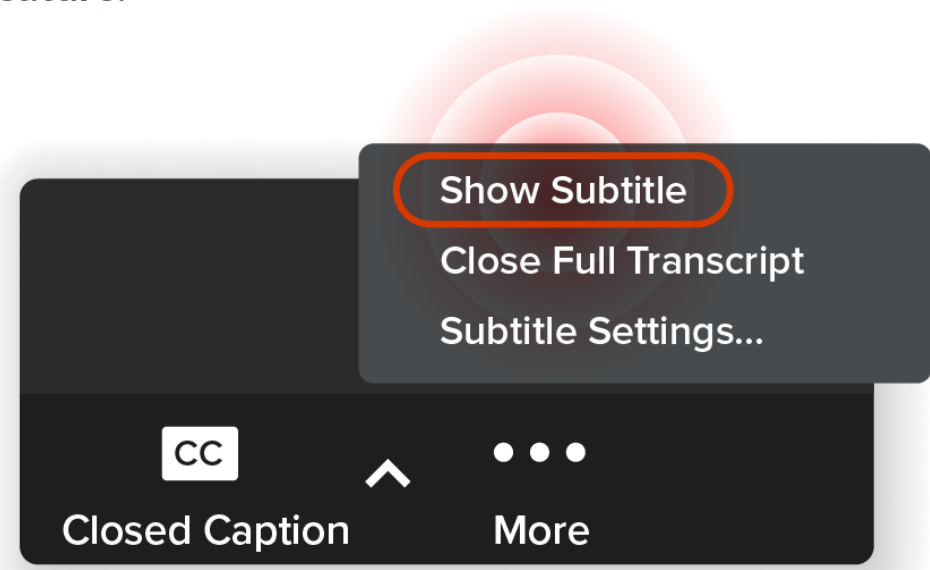 Show Subtitle
Close Full Transcript
Subtitle Settings...
CC
Closed Caption
More